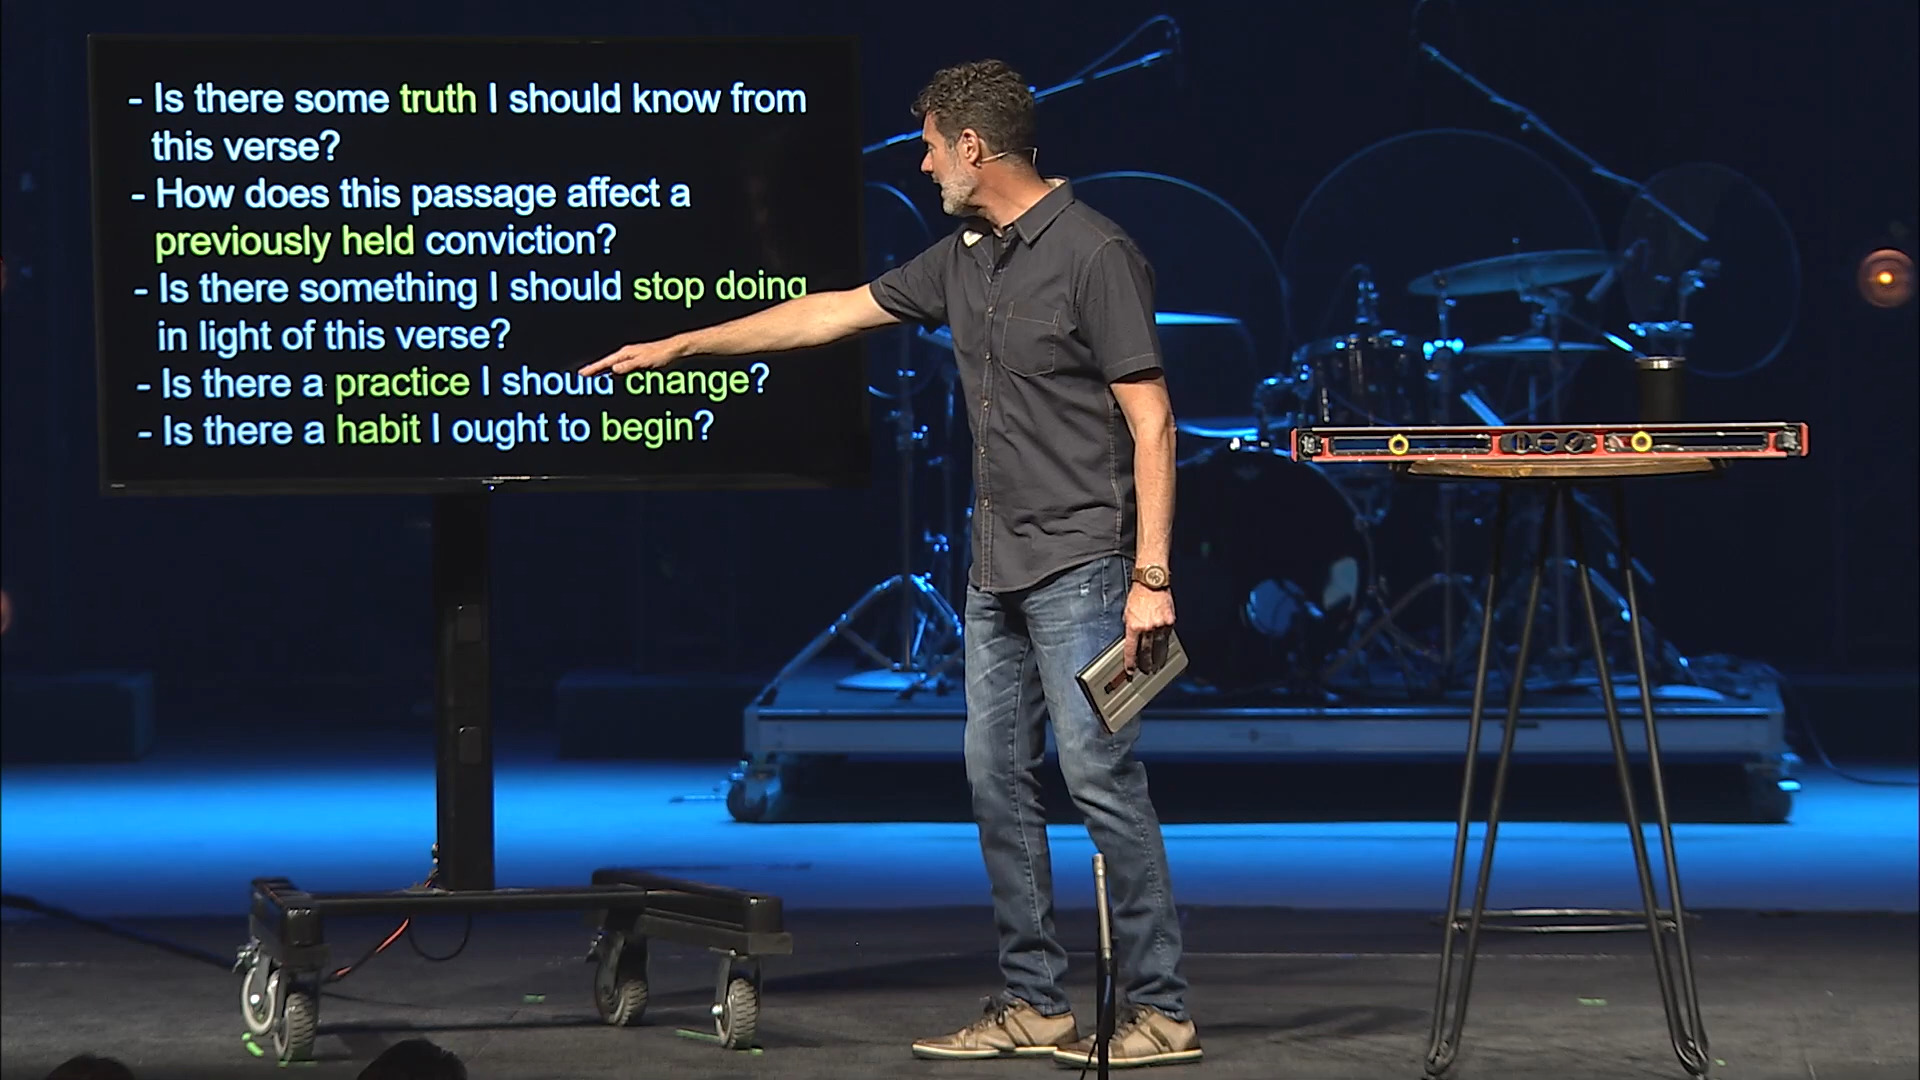 - Is there some truth I should know from
this verse?
- How does this passage affect a
previously held conviction?
- Is there something I should stop doing
in light of this verse?
- Is there a practice I should change?
- Is there a habit I ought to begin?